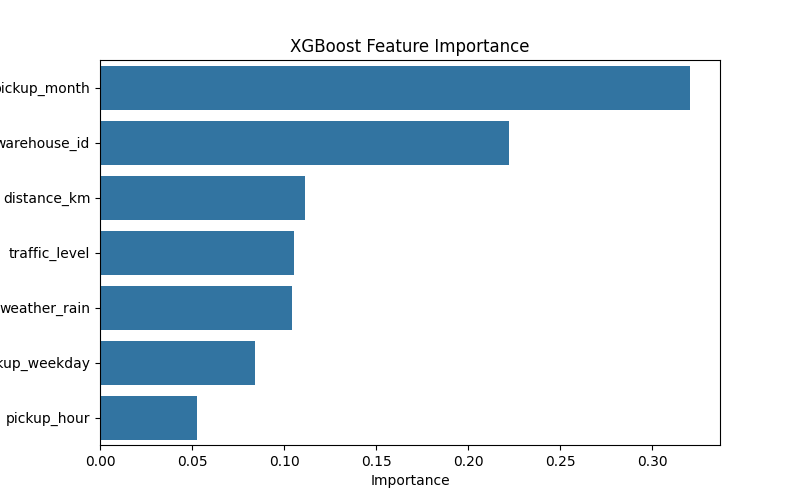 XGBoost Feature Importance
pickup_month
warehouse_id
distance_km
traffic_level
weather_rain
kup_weekday
pickup_hour
0.00 0.05 0.10 0.15 0.20 0.25 0.30
Importance